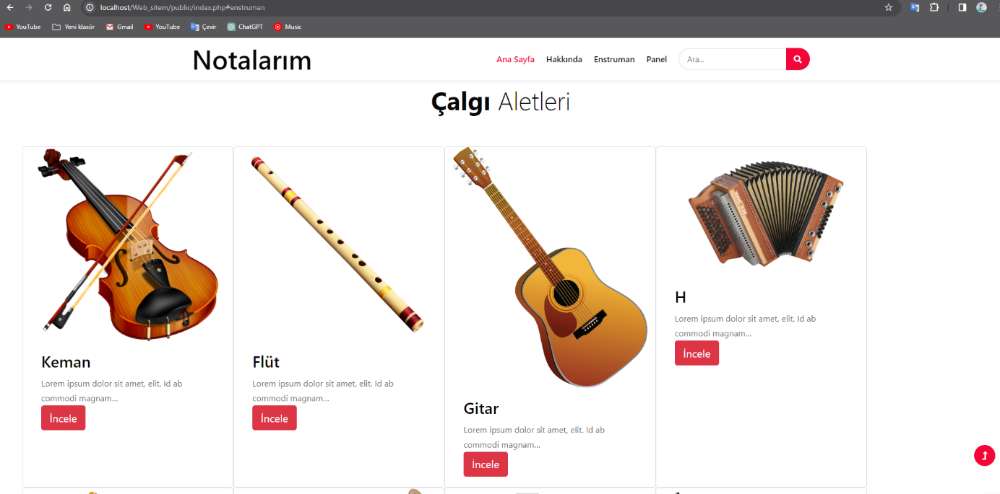 localhost/Web_sitem/public/index.php#enstruman
YouTube Yeni klasör Gmail YouTube Çevir ChatGPT Music
Notalarım
Ana Sayfa Hakkında Enstruman Panel Ara...
Çalgı Aletleri
Keman
Lorem ipsum dolor sit amet, elit. Id ab
commodi magnam...
İncele
Flüt
Lorem ipsum dolor sit amet, elit. Id ab
commodi magnam...
İncele
Gitar
Lorem ipsum dolor sit amet, elit. Id ab
commodi magnam...
İncele
H
Lorem ipsum dolor sit amet, elit. Id ab
commodi magnam...
İncele